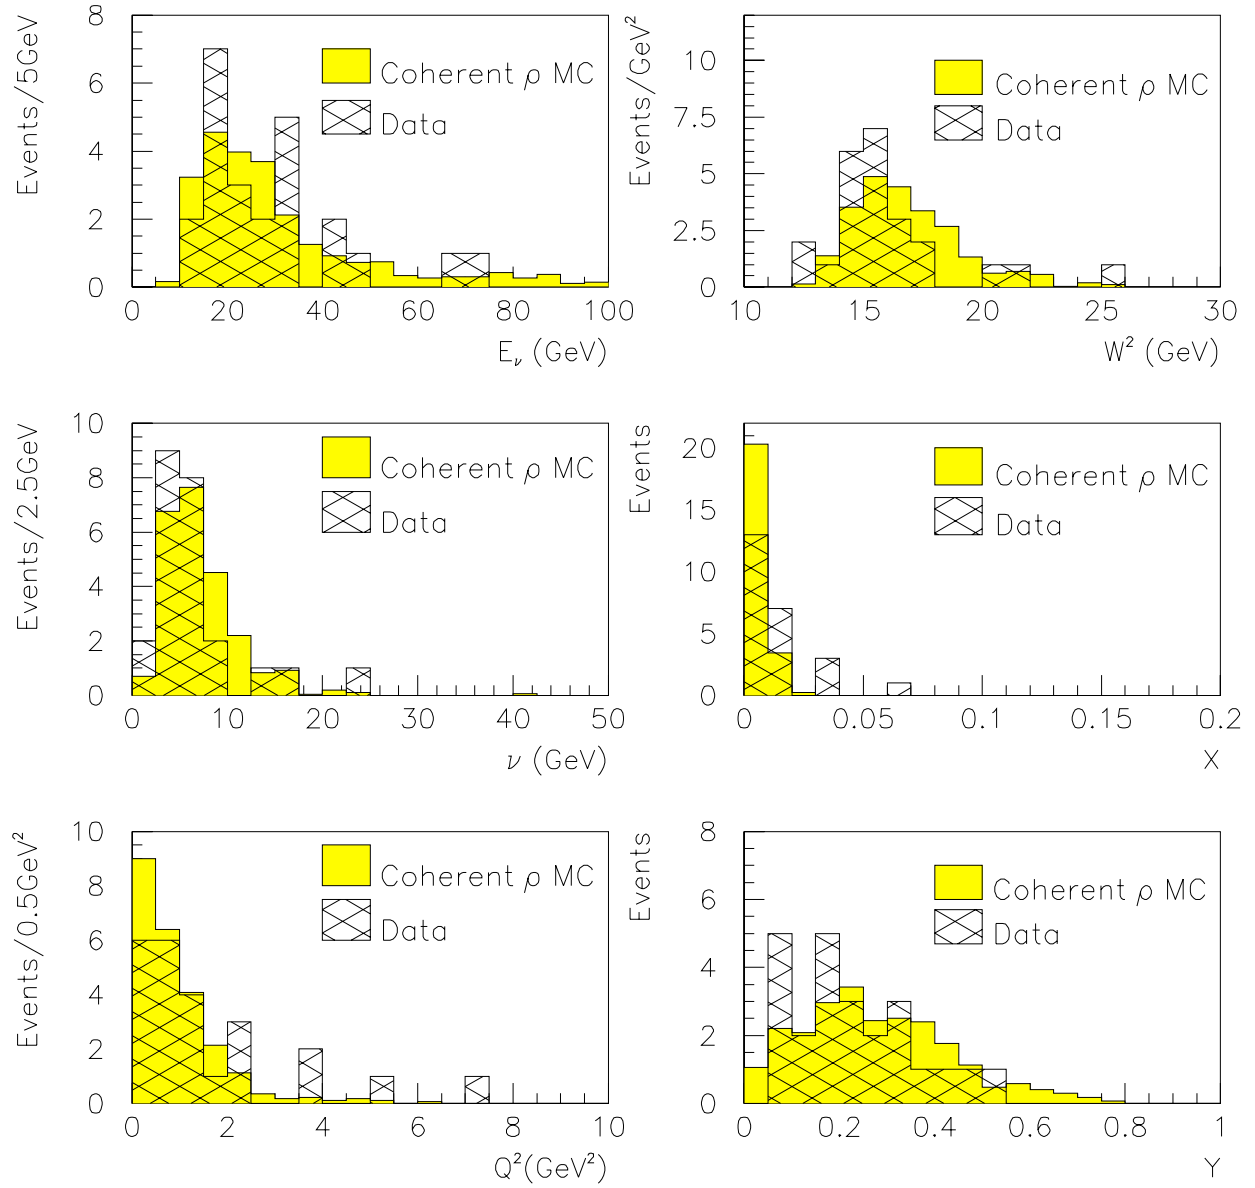 Events/5GeV
8
6
4
2
0
Coherent ρ MC
Data
0 20 40 60 80 100
E_ν (GeV)
Events/GeV²
10
7.5
5
2.5
0
Coherent ρ MC
Data
10 15 20 25 30
W² (GeV)
Events/2.5GeV
10
8
6
4
2
0
Coherent ρ MC
Data
0 10 20 30 40 50
ν (GeV)
Events
20
15
10
5
0
Coherent ρ MC
Data
0 0.05 0.1 0.15 0.2
X
Events/0.5GeV²
10
8
6
4
2
0
Coherent ρ MC
Data
0 2 4 6 8 10
Q²(GeV²)
Events
8
6
4
2
0
Coherent ρ MC
Data
0 0.2 0.4 0.6 0.8 1
Y